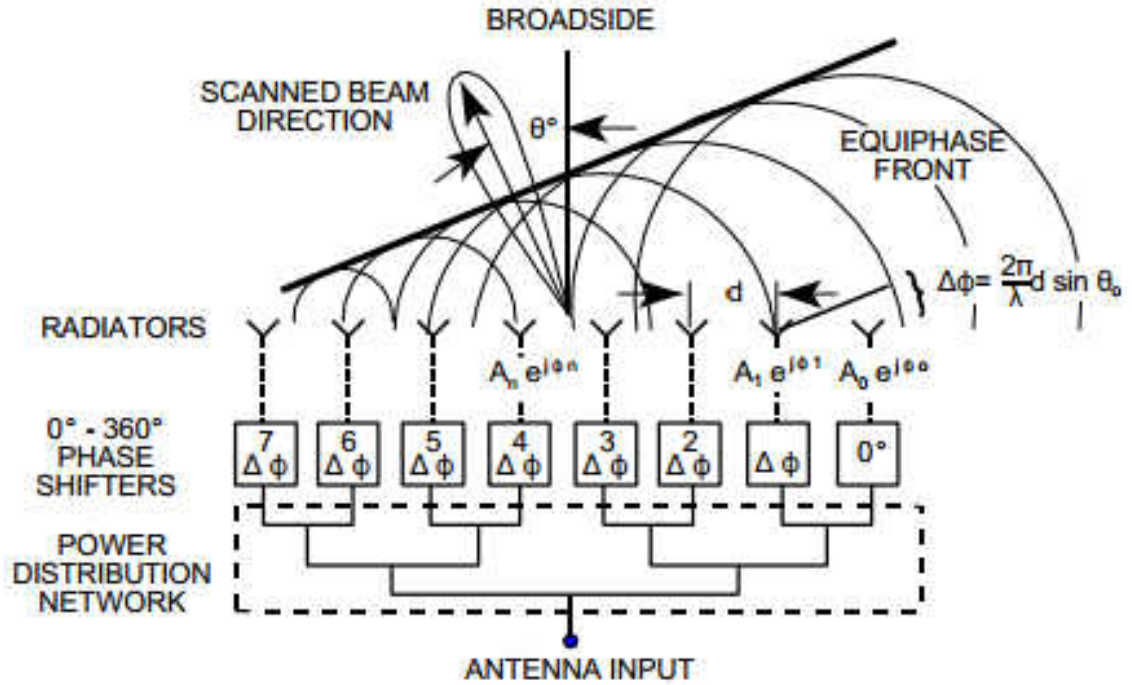 BROADSIDE
SCANNED BEAM
DIRECTION
θ°
EQUIPHASE
FRONT
d
Δϕ= 2π/λ d sin θₒ
RADIATORS
Aₙ e^jϕn
A₁ e^jϕ1
A₀ e^jϕo
0° - 360°
PHASE
SHIFTERS
7 Δϕ
6 Δϕ
5 Δϕ
4 Δϕ
3 Δϕ
2 Δϕ
Δϕ
0°
POWER
DISTRIBUTION
NETWORK
ANTENNA INPUT